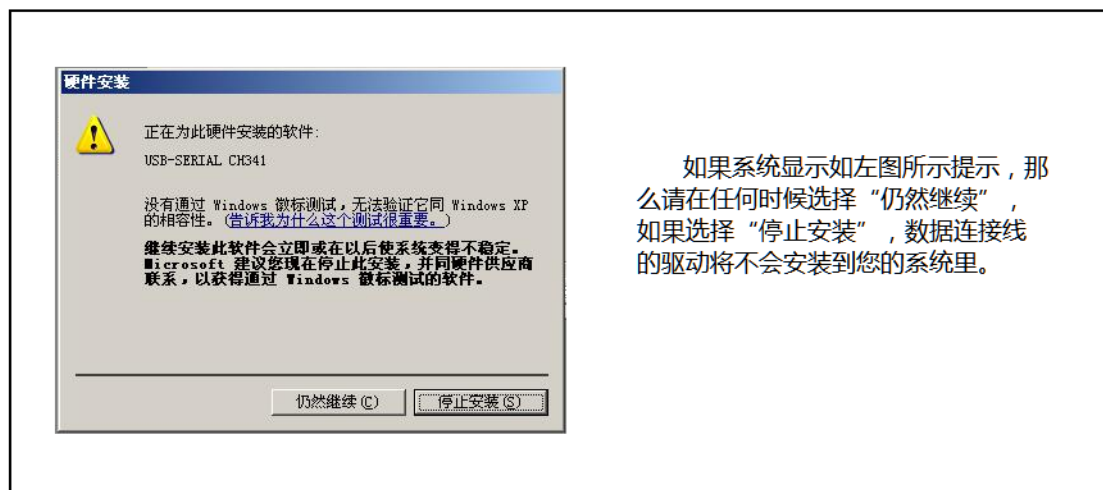 硬件安装
正在为此硬件安装的软件:
USB-SERIAL CH341
没有通过 Windows 徽标测试，无法验证它同 Windows XP
的相容性。(告诉我为什么这个测试很重要。)
继续安装此软件会立即或在以后使系统变得不稳定。
Microsoft 建议您现在停止此安装，并同硬件供应商
联系，以获得通过 Windows 徽标测试的软件。
仍然继续(C)
停止安装(S)
如果系统显示如左图所示提示，那
么请在任何时候选择“仍然继续”，
如果选择“停止安装”，数据连接线
的驱动将不会安装到您的系统里。